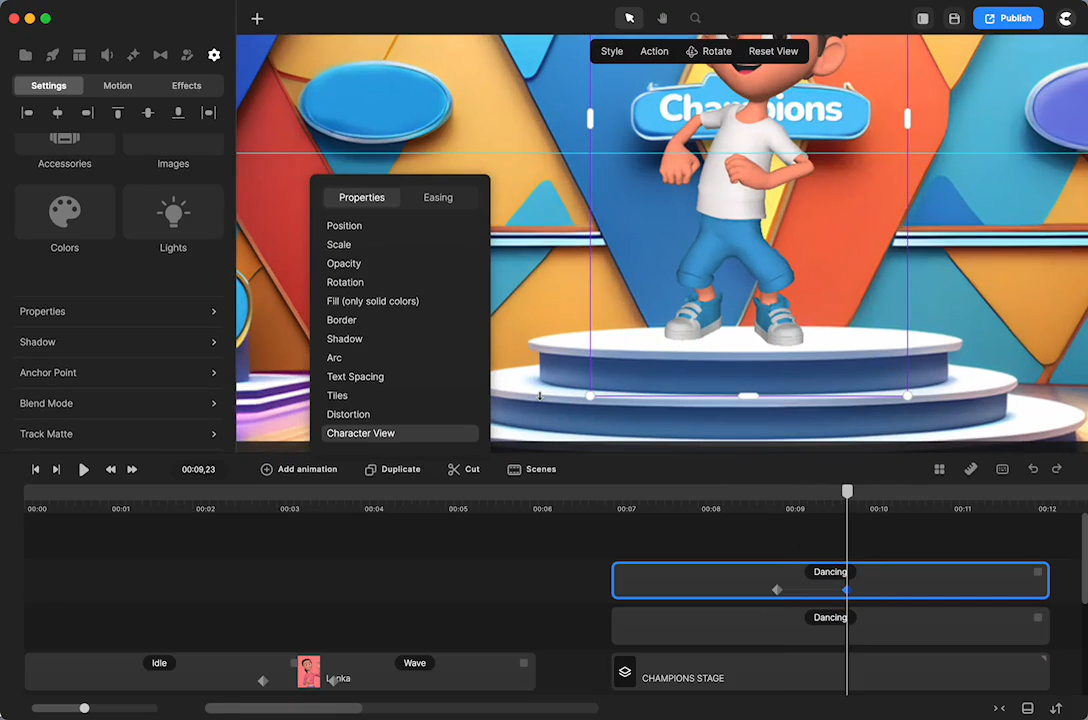 Publish
Style Action Rotate Reset View
Settings Motion Effects
Champions
Accessories Images
Colors Lights
Properties Easing
Position
Scale
Opacity
Rotation
Fill (only solid colors)
Border
Shadow
Arc
Text Spacing
Tiles
Distortion
Character View
Properties
Shadow
Anchor Point
Blend Mode
Track Matte
00:09,23 Add animation Duplicate Cut Scenes
00:00 00:01 00:02 00:03 00:04 00:05 00:06 00:07 00:08 00:09 00:10 00:11 00:12
Dancing
Dancing
Idle Wave
CHAMPIONS STAGE